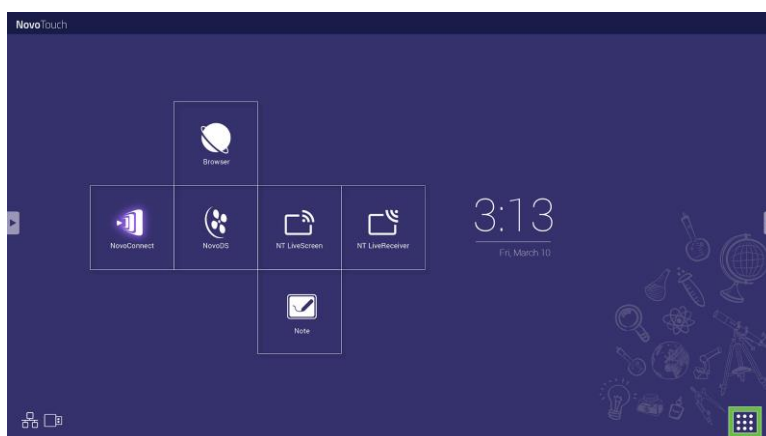 NovoTouch
Browser
NovoConnect
NovoDS
NT LiveScreen
NT LiveReceiver
3:13
Fri, March 10
Note